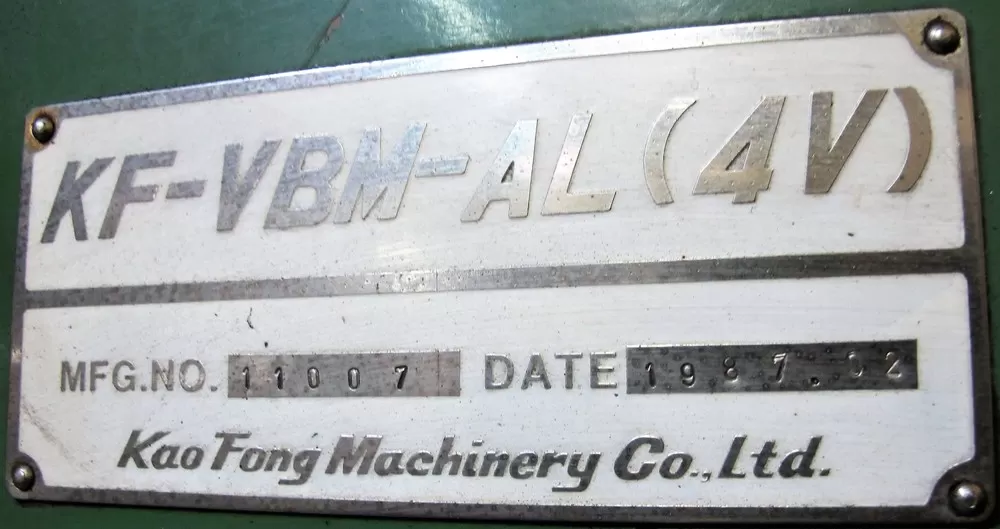 KF-VBM-AL(4V)
MFG.NO. 11007 DATE 1987.02
Kao Fong Machinery Co., Ltd.